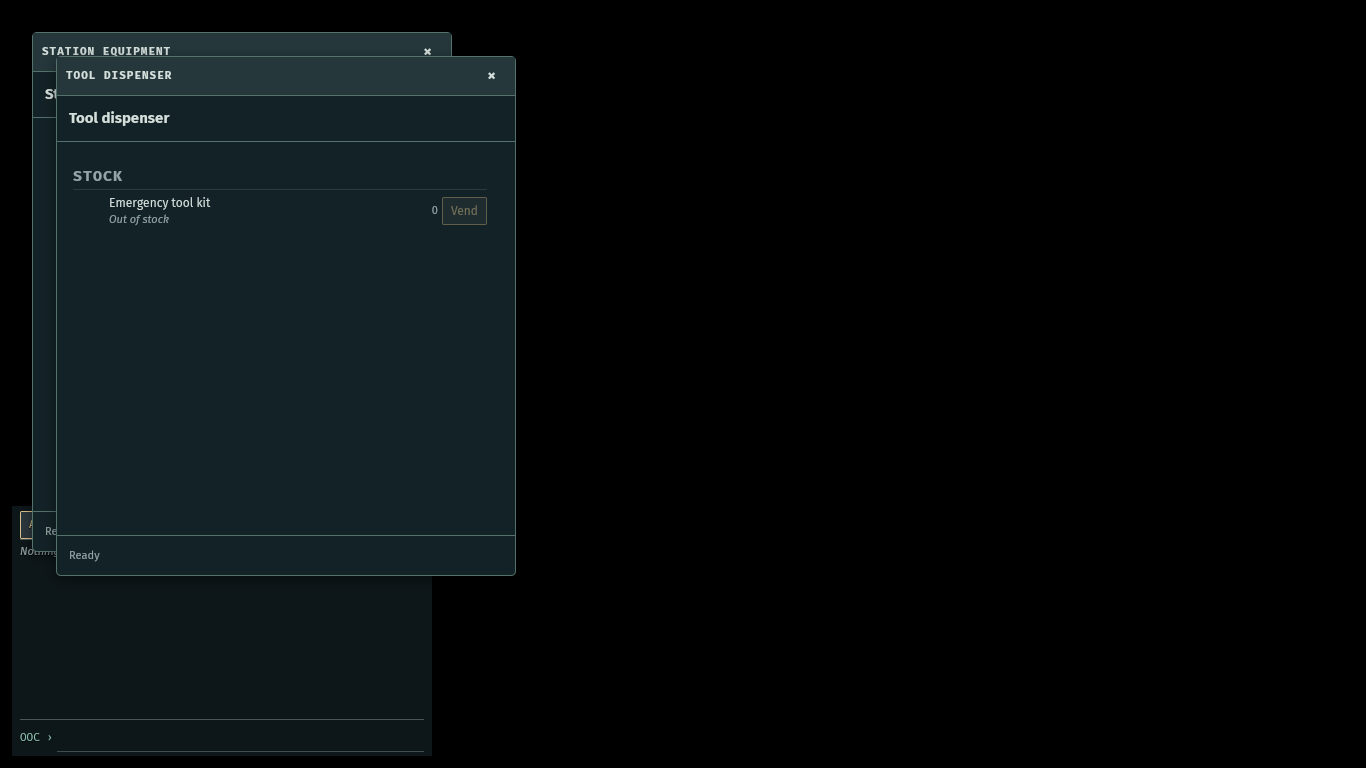 STATION EQUIPMENT ✖
TOOL DISPENSER ✖
Tool dispenser
STOCK
Emergency tool kit
Out of stock
0 Vend
Ready
OOC ›